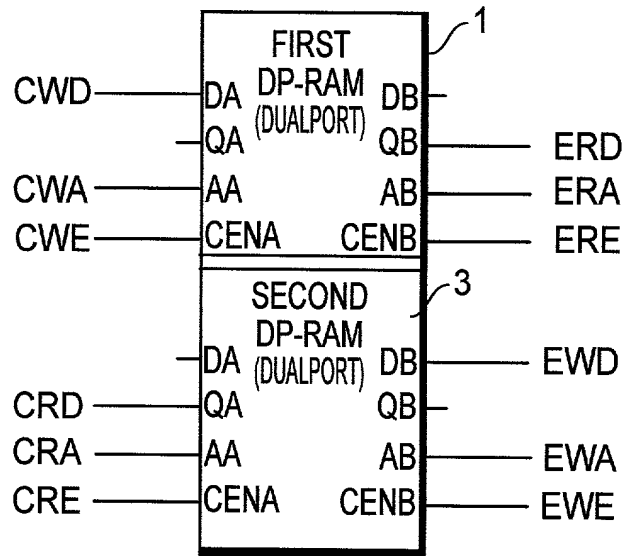 1
FIRST
DP-RAM
(DUALPORT)
CWD DA DB
QA QB ERD
CWA AA AB ERA
CWE CENA CENB ERE
3
SECOND
DP-RAM
(DUALPORT)
DA DB EWD
CRD QA QB
CRA AA AB EWA
CRE CENA CENB EWE